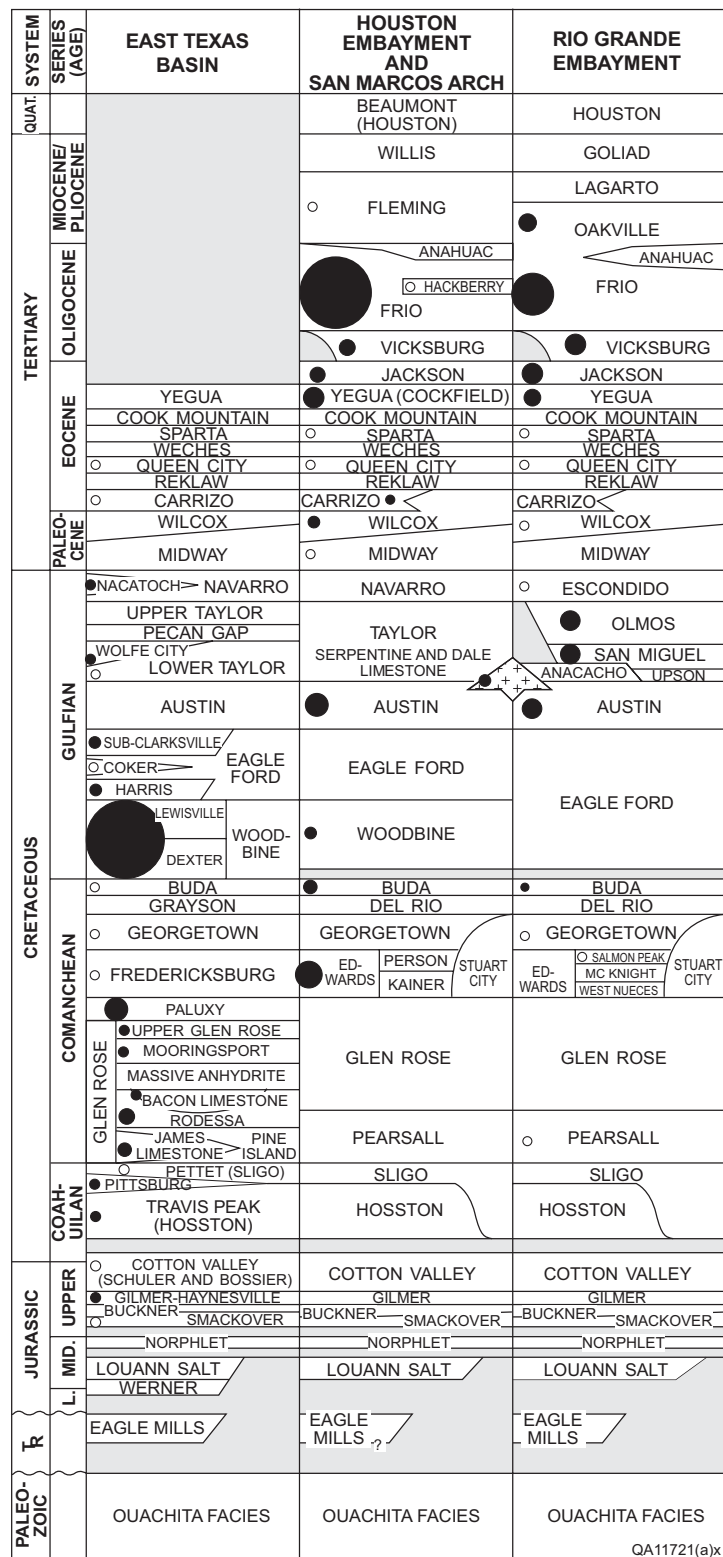 SYSTEM
SERIES
(AGE)
EAST TEXAS
BASIN
HOUSTON
EMBAYMENT
AND
SAN MARCOS ARCH
RIO GRANDE
EMBAYMENT
QUAT.
TERTIARY
CRETACEOUS
JURASSIC
TR
PALEO-
ZOIC
MIOCENE/
PLIOCENE
OLIGOCENE
EOCENE
PALEO-
CENE
GULFIAN
COMANCHEAN
COAH-
UILAN
UPPER
MID.
L.
YEGUA
COOK MOUNTAIN
SPARTA
WECHES
QUEEN CITY
REKLAW
CARRIZO
WILCOX
MIDWAY
NACATOCH
NAVARRO
UPPER TAYLOR
PECAN GAP
WOLFE CITY
LOWER TAYLOR
AUSTIN
SUB-CLARKSVILLE
COKER
HARRIS
EAGLE
FORD
LEWISVILLE
DEXTER
WOOD-
BINE
BUDA
GRAYSON
GEORGETOWN
FREDERICKSBURG
PALUXY
GLEN ROSE
UPPER GLEN ROSE
MOORINGSPORT
MASSIVE ANHYDRITE
BACON LIMESTONE
RODESSA
JAMES
LIMESTONE
PINE
ISLAND
PETTET (SLIGO)
PITTSBURG
TRAVIS PEAK
(HOSSTON)
COTTON VALLEY
(SCHULER AND BOSSIER)
GILMER-HAYNESVILLE
BUCKNER
SMACKOVER
NORPHLET
LOUANN SALT
WERNER
EAGLE MILLS
OUACHITA FACIES
BEAUMONT
(HOUSTON)
WILLIS
FLEMING
ANAHUAC
HACKBERRY
FRIO
VICKSBURG
JACKSON
YEGUA (COCKFIELD)
COOK MOUNTAIN
SPARTA
WECHES
QUEEN CITY
REKLAW
CARRIZO
WILCOX
MIDWAY
NAVARRO
TAYLOR
SERPENTINE AND DALE
LIMESTONE
AUSTIN
EAGLE FORD
WOODBINE
BUDA
DEL RIO
GEORGETOWN
ED-
WARDS
PERSON
KAINER
STUART
CITY
GLEN ROSE
PEARSALL
SLIGO
HOSSTON
COTTON VALLEY
GILMER
BUCKNER
SMACKOVER
NORPHLET
LOUANN SALT
EAGLE
MILLS
?
OUACHITA FACIES
HOUSTON
GOLIAD
LAGARTO
OAKVILLE
ANAHUAC
FRIO
VICKSBURG
JACKSON
YEGUA
COOK MOUNTAIN
SPARTA
WECHES
QUEEN CITY
REKLAW
CARRIZO
WILCOX
MIDWAY
ESCONDIDO
OLMOS
SAN MIGUEL
ANACACHO
UPSON
AUSTIN
EAGLE FORD
BUDA
DEL RIO
GEORGETOWN
ED-
WARDS
SALMON PEAK
MC KNIGHT
WEST NUECES
STUART
CITY
GLEN ROSE
PEARSALL
SLIGO
HOSSTON
COTTON VALLEY
GILMER
BUCKNER
SMACKOVER
NORPHLET
LOUANN SALT
EAGLE
MILLS
OUACHITA FACIES
QA11721(a)x